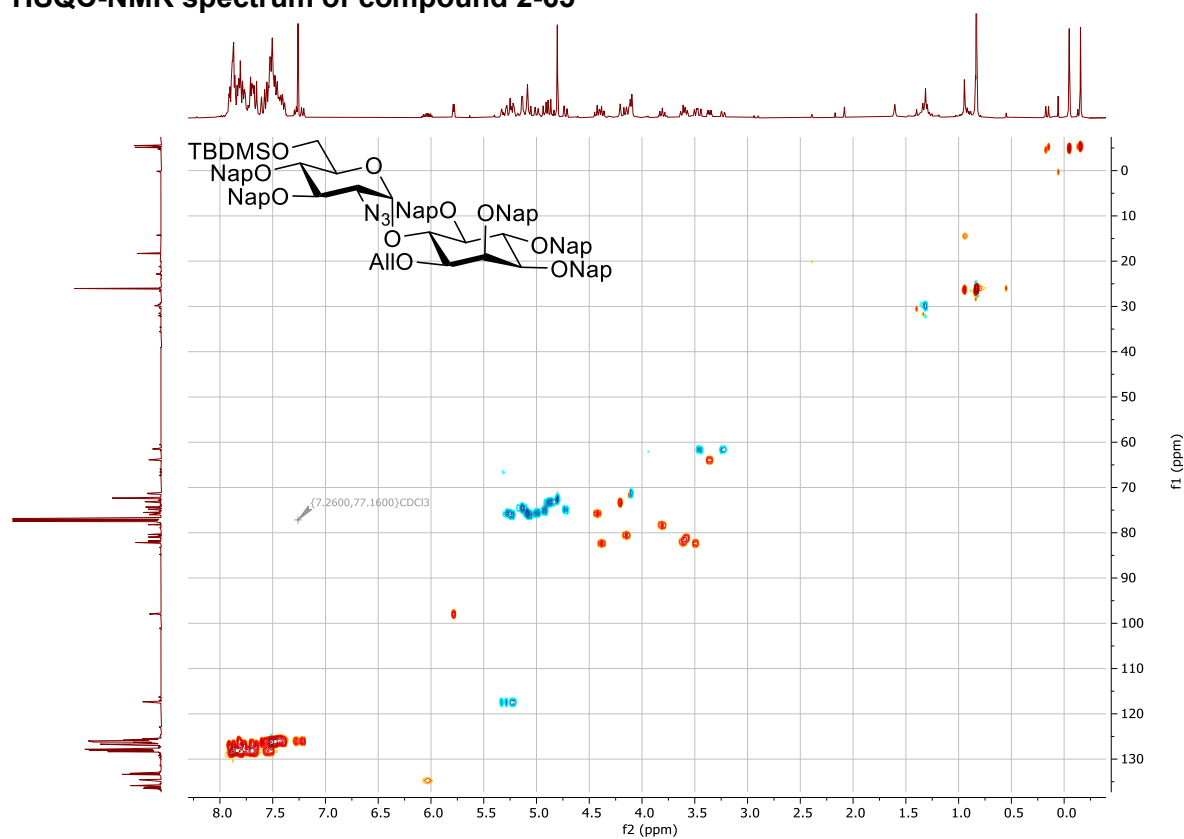 HSQC-NMR spectrum of compound 2-65
TBDMSO
O
NapO
NapO
N3
NapO
ONap
O
ONap
AllO
ONap
{7.2600,77.1600}CDCl3
0
10
20
30
40
50
60
70
80
90
100
110
120
130
f1 (ppm)
8.0 7.5 7.0 6.5 6.0 5.5 5.0 4.5 4.0 3.5 3.0 2.5 2.0 1.5 1.0 0.5 0.0
f2 (ppm)